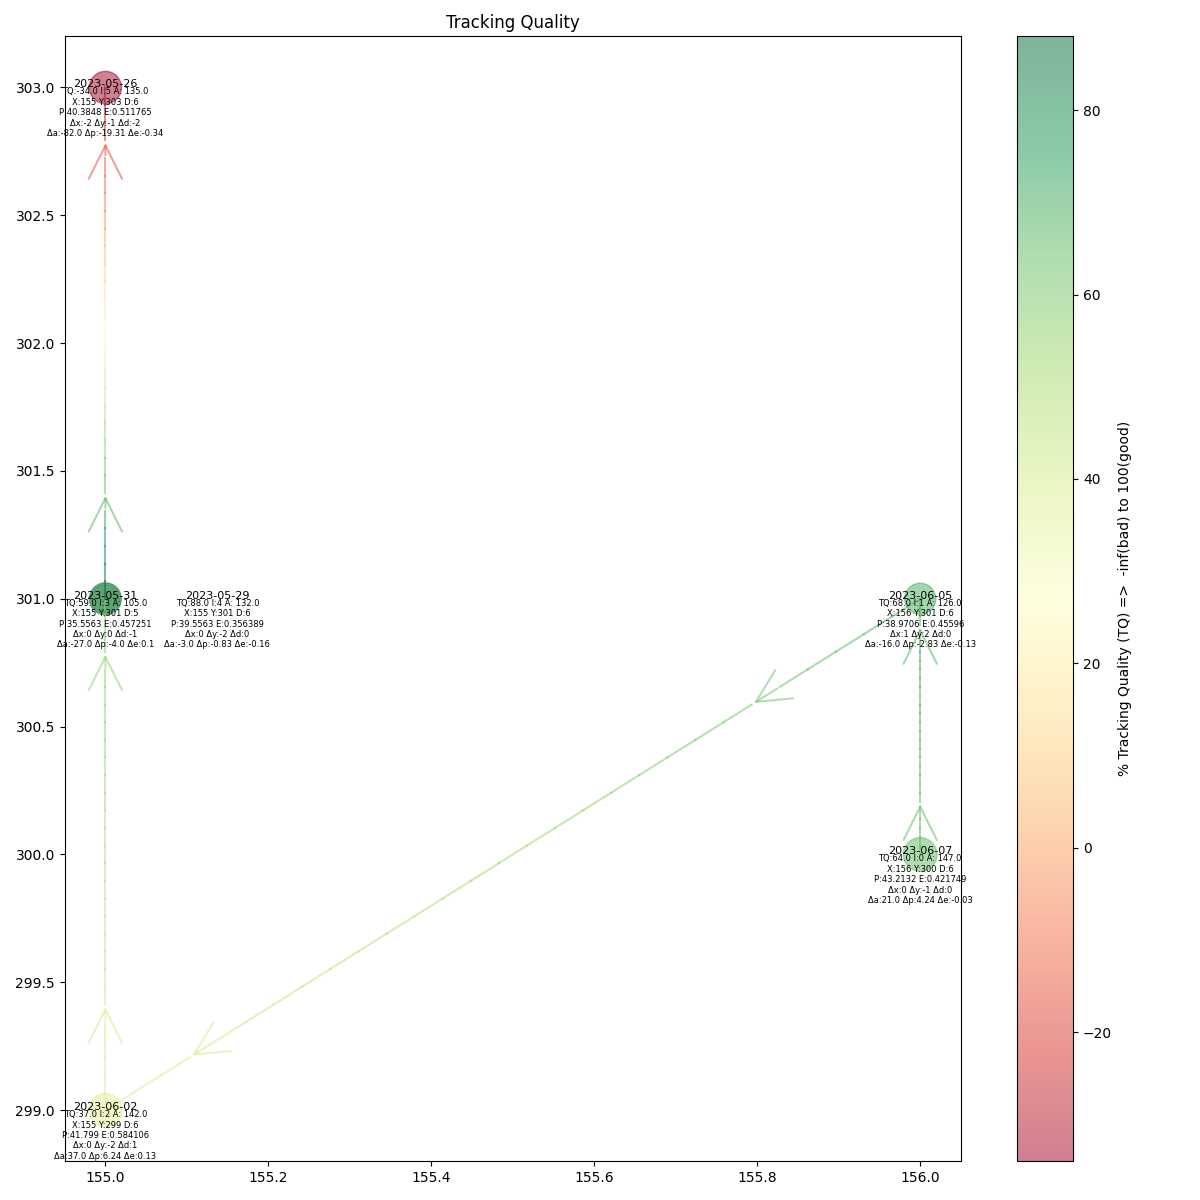 Tracking Quality
303.0
302.5
302.0
301.5
301.0
300.5
300.0
299.5
299.0
155.0
155.2
155.4
155.6
155.8
156.0
2023-05-26
TQ:-34.0 I:5 A: 135.0
X:155 Y:303 D:6
P:40.3848 E:0.511765
Δx:-2 Δy:-1 Δd:-2
Δa:-82.0 Δp:-19.31 Δe:-0.34
2023-05-31
TQ:59.0 I:3 A: 105.0
X:155 Y:301 D:5
P:35.5563 E:0.457251
Δx:0 Δy:0 Δd:-1
Δa:-27.0 Δp:-4.0 Δe:0.1
2023-05-29
TQ:88.0 I:4 A: 132.0
X:155 Y:301 D:6
P:39.5563 E:0.356389
Δx:0 Δy:-2 Δd:0
Δa:-3.0 Δp:-0.83 Δe:-0.16
2023-06-05
TQ:68.0 I:1 A: 126.0
X:156 Y:301 D:6
P:38.9706 E:0.45596
Δx:1 Δy:2 Δd:0
Δa:-16.0 Δp:-2.83 Δe:-0.13
2023-06-07
TQ:64.0 I:0 A: 147.0
X:156 Y:300 D:6
P:43.2132 E:0.421749
Δx:0 Δy:-1 Δd:0
Δa:21.0 Δp:4.24 Δe:-0.03
2023-06-02
TQ:37.0 I:2 A: 142.0
X:155 Y:299 D:6
P:41.799 E:0.584106
Δx:0 Δy:-2 Δd:1
Δa:37.0 Δp:6.24 Δe:0.13
80
60
40
20
0
−20
% Tracking Quality (TQ) => -inf(bad) to 100(good)